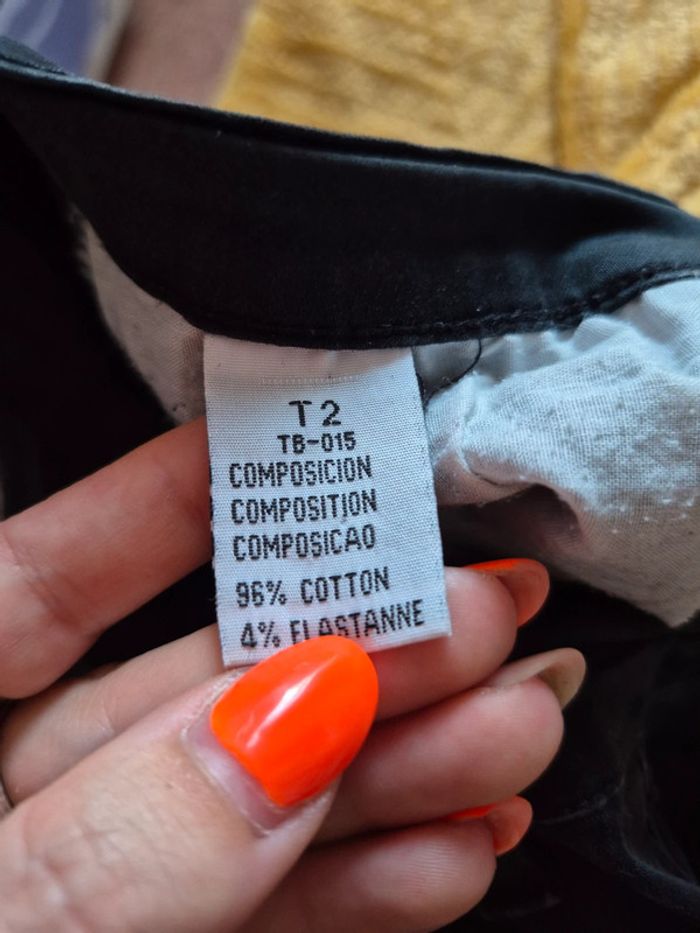 T2
TB-015
COMPOSICION
COMPOSITION
COMPOSICAO
96% COTTON
4% ELASTANNE